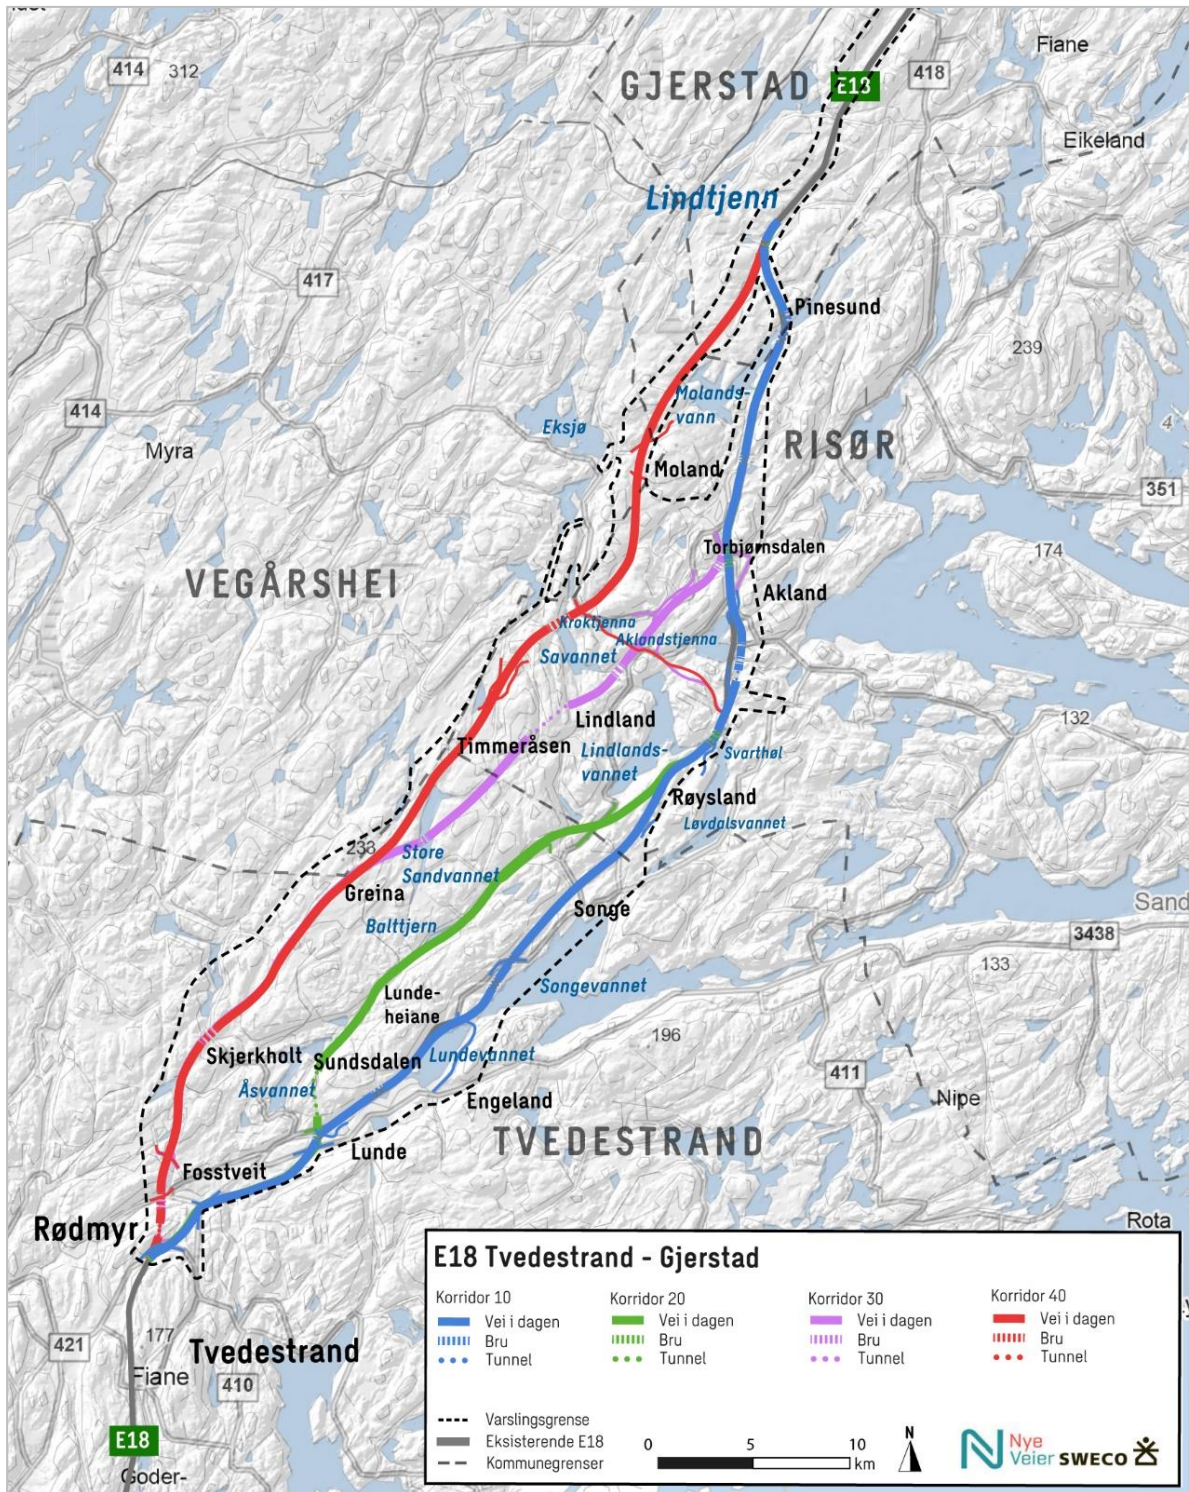 Fiane
414
312
GJERSTAD
E18
418
Eikeland
Lindtjenn
417
Pinesund
239
414
Molands-
vann
Eksjø
4
Myra
RISØR
Moland
351
Torbjørnsdalen
174
VEGÅRSHEI
Akland
Kroktjenna
Aklandstjenna
Savannet
Lindland
132
Timmeråsen
Lindlands-
vannet
Svarthøl
Røysland
Løvdalsvannet
233
Store
Sandvannet
Greina
Sand
Songe
Balttjern
3438
133
Lunde-
heiane
Songevannet
196
Skjerkholt
Sundsdalen
Lundevannet
Åsvannet
411
Engeland
Nipe
TVEDESTRAND
Lunde
Fosstveit
Rota
Rødmyr
421
177
Tvedestrand
Fiane
410
E18
Goder-
E18 Tvedestrand - Gjerstad
Korridor 10 Korridor 20 Korridor 30 Korridor 40
Vei i dagen Vei i dagen Vei i dagen Vei i dagen
Bru Bru Bru Bru
Tunnel Tunnel Tunnel Tunnel
Varslingsgrense
Eksisterende E18
Kommunegrenser
0 5 10
km
N
Nye
Veier
SWECO